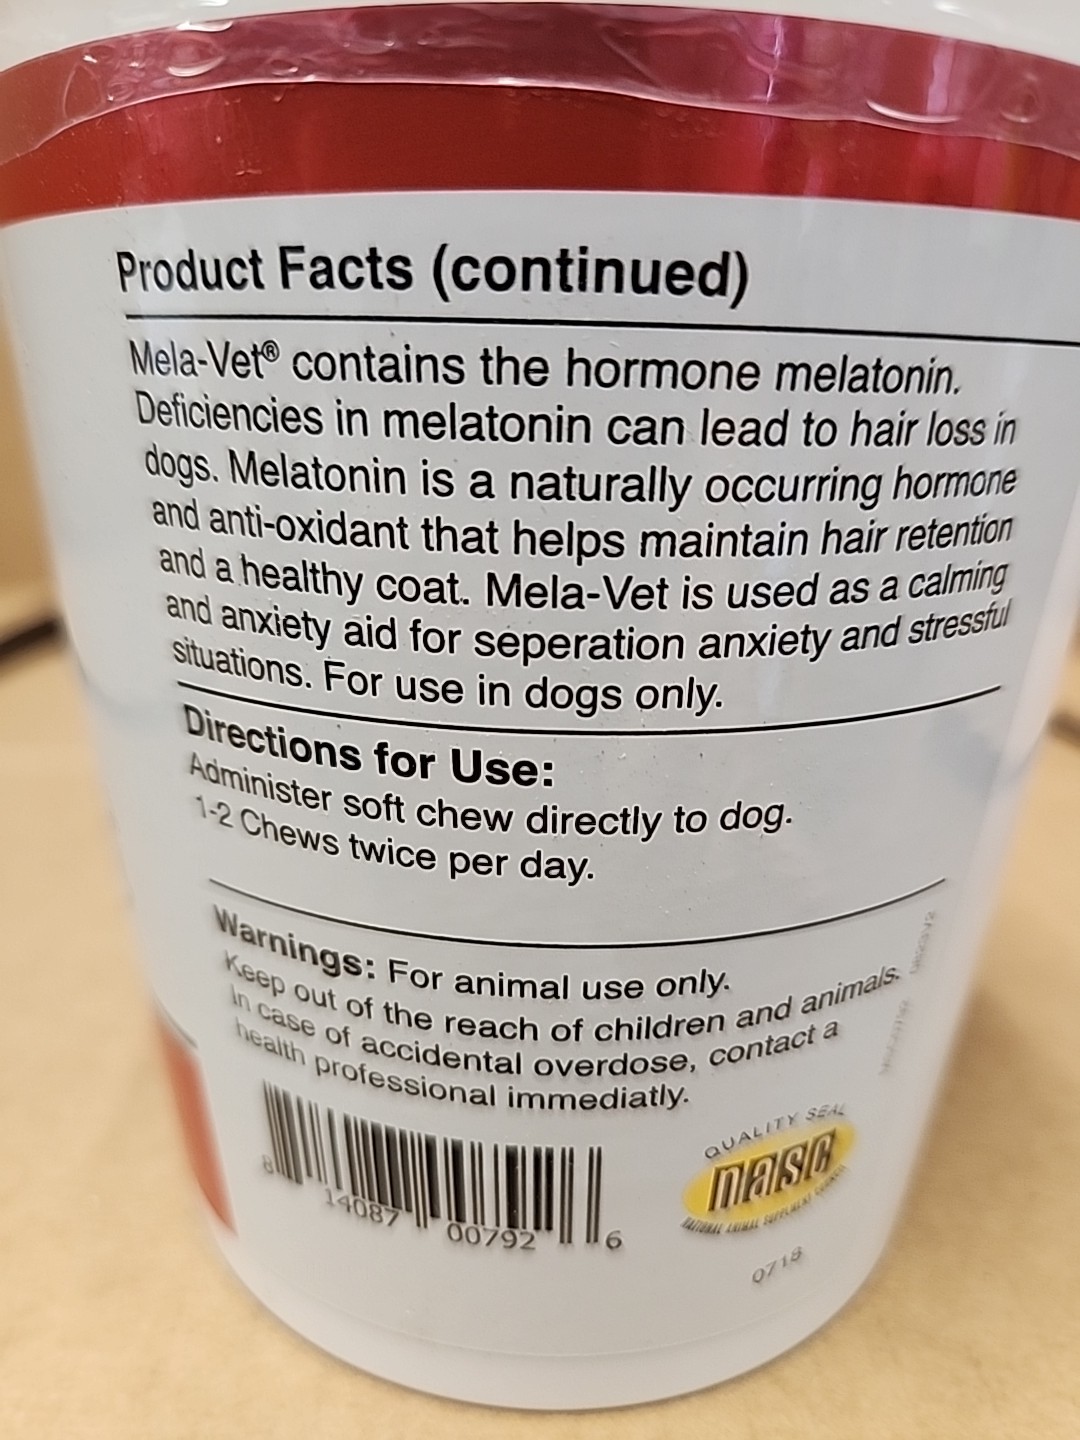 Product Facts (continued)
Mela-Vet® contains the hormone melatonin.
Deficiencies in melatonin can lead to hair loss in
dogs. Melatonin is a naturally occurring hormone
and anti-oxidant that helps maintain hair retention
and a healthy coat. Mela-Vet is used as a calming
and anxiety aid for seperation anxiety and stressful
situations. For use in dogs only.
Directions for Use:
Administer soft chew directly to dog.
1-2 Chews twice per day.
Warnings: For animal use only.
Keep out of the reach of children and animals.
In case of accidental overdose, contact a
health professional immediatly.
8 14087 00792 6
QUALITY SEAL
nasc
NATIONAL ANIMAL SUPPLEMENT COUNCIL
0718